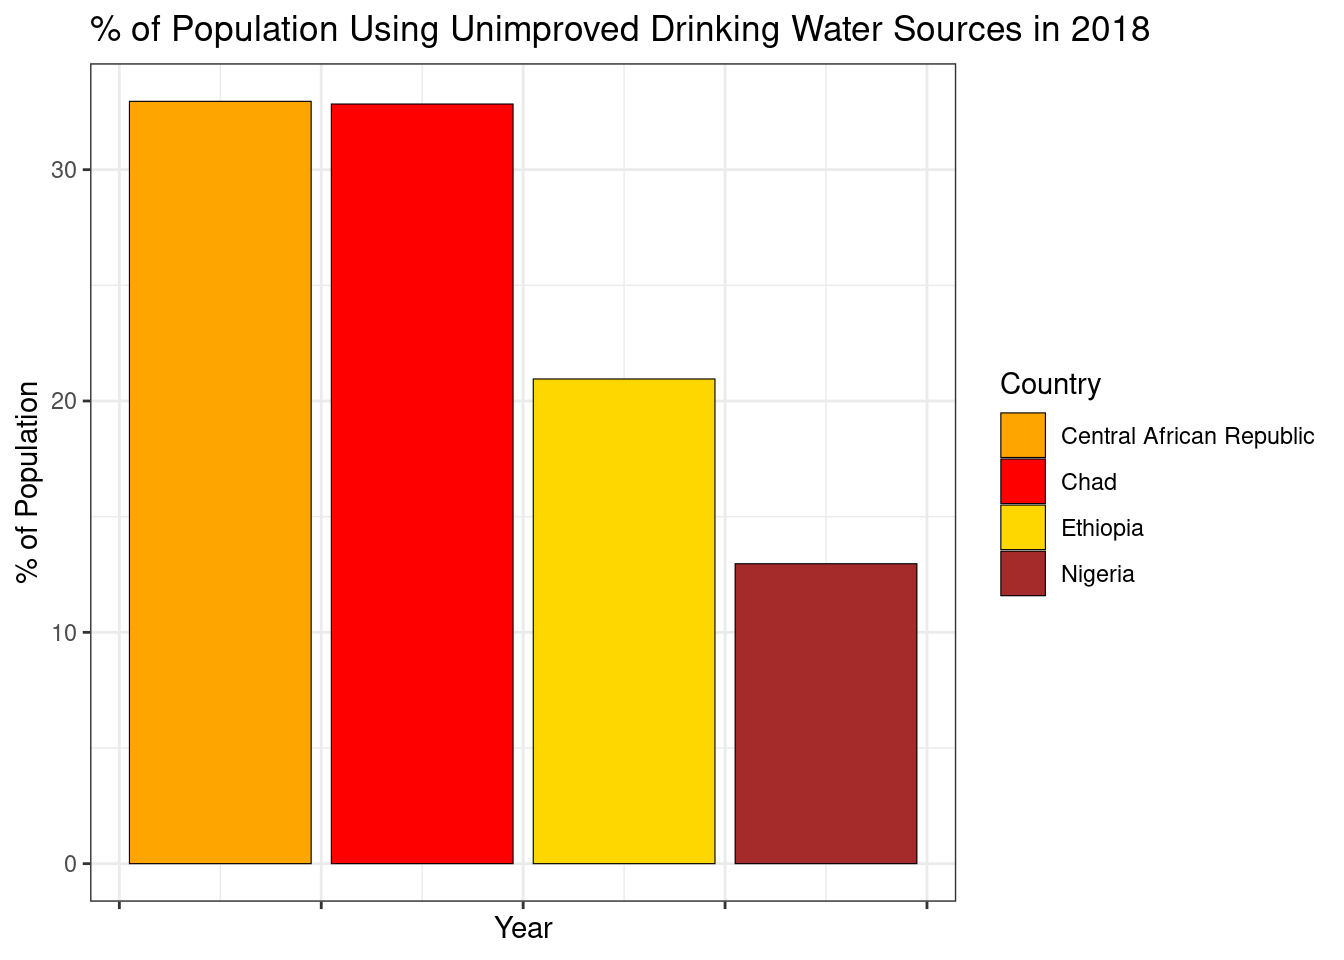 % of Population Using Unimproved Drinking Water Sources in 2018
% of Population
30
20
10
0
Year
Country
Central African Republic
Chad
Ethiopia
Nigeria